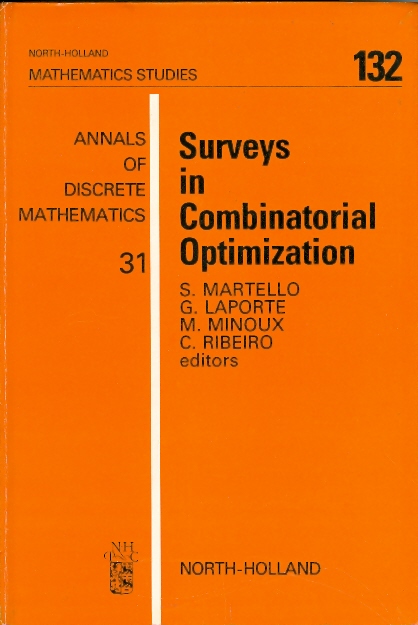 NORTH-HOLLAND
MATHEMATICS STUDIES
132
ANNALS
OF
DISCRETE
MATHEMATICS
31
Surveys
in
Combinatorial
Optimization
S. MARTELLO
G. LAPORTE
M. MINOUX
C. RIBEIRO
editors
NORTH-HOLLAND